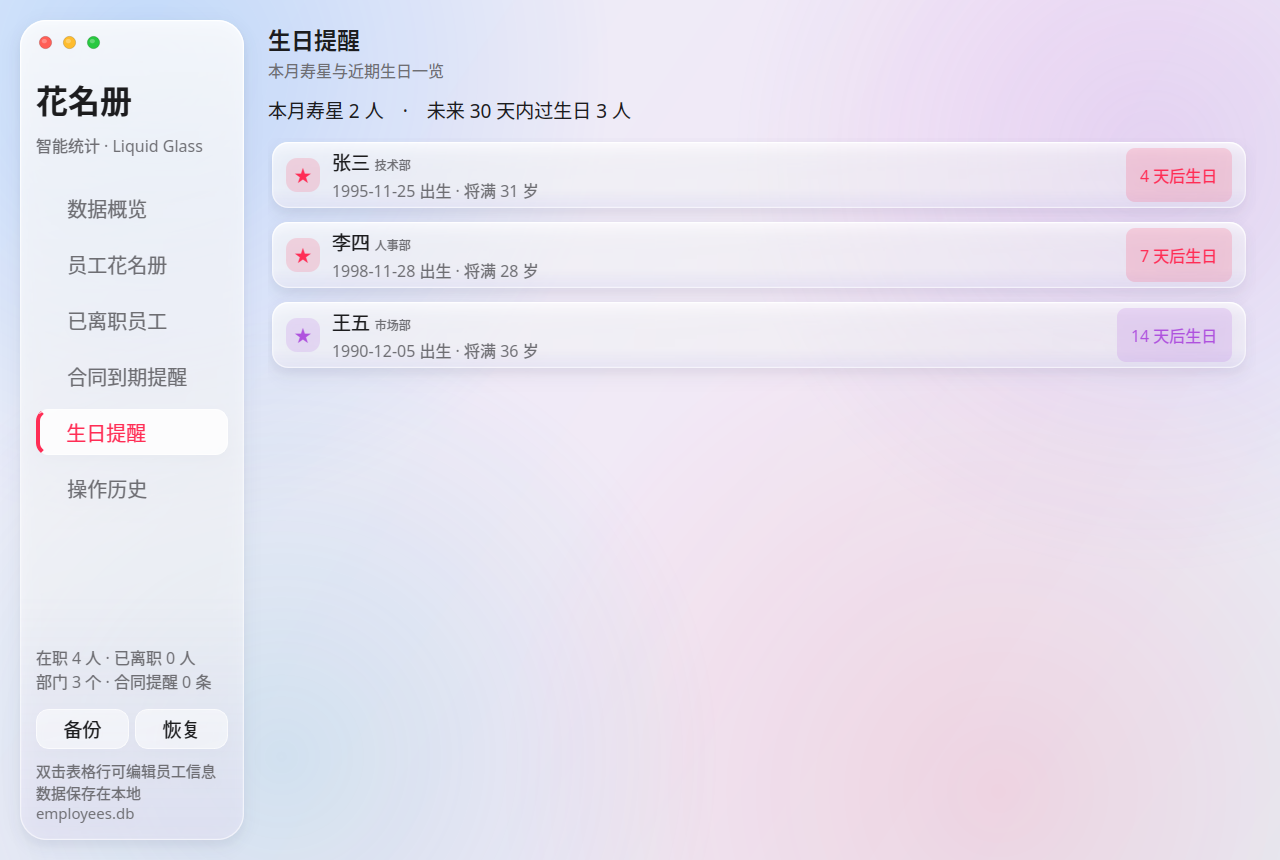 花名册
智能统计 · Liquid Glass
数据概览
员工花名册
已离职员工
合同到期提醒
生日提醒
操作历史
在职 4 人 · 已离职 0 人
部门 3 个 · 合同提醒 0 条
备份 恢复
双击表格行可编辑员工信息
数据保存在本地
employees.db
生日提醒
本月寿星与近期生日一览
本月寿星 2 人 · 未来 30 天内过生日 3 人
★ 张三 技术部
1995-11-25 出生 · 将满 31 岁
4 天后生日
★ 李四 人事部
1998-11-28 出生 · 将满 28 岁
7 天后生日
★ 王五 市场部
1990-12-05 出生 · 将满 36 岁
14 天后生日